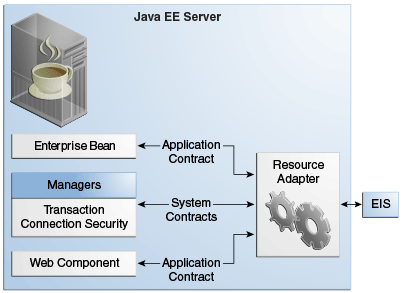 Java EE Server
Enterprise Bean
Application
Contract
Resource
Adapter
Managers
Transaction
Connection Security
System
Contracts
EIS
Web Component
Application
Contract